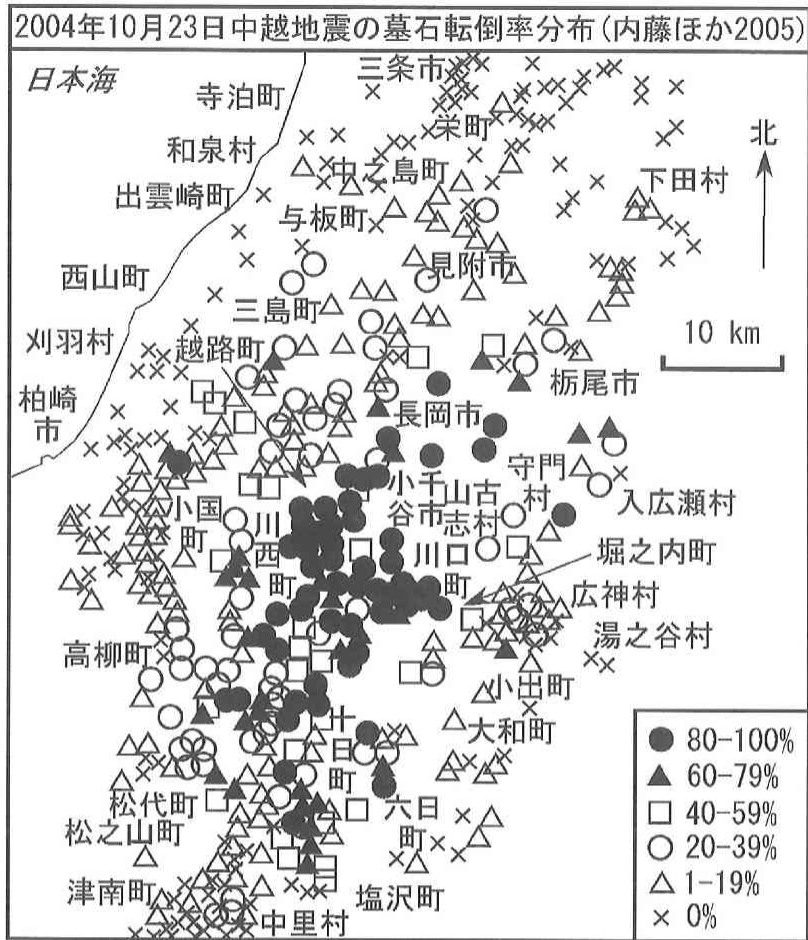 2004年10月23日中越地震の墓石転倒率分布(内藤ほか2005)
日本海
三条市
寺泊町
栄町
北
和泉村
中之島町
下田村
出雲崎町
与板町
見附市
西山町
三島町
10 km
刈羽村
越路町
栃尾市
柏崎市
長岡市
守門村
小千谷市
山古志村
入広瀬村
小国町
川西町
川口町
堀之内町
広神村
湯之谷村
高柳町
小出町
大和町
十日町
松代町
六日町
松之山町
津南町
塩沢町
中里村
80-100%
60-79%
40-59%
20-39%
1-19%
0%